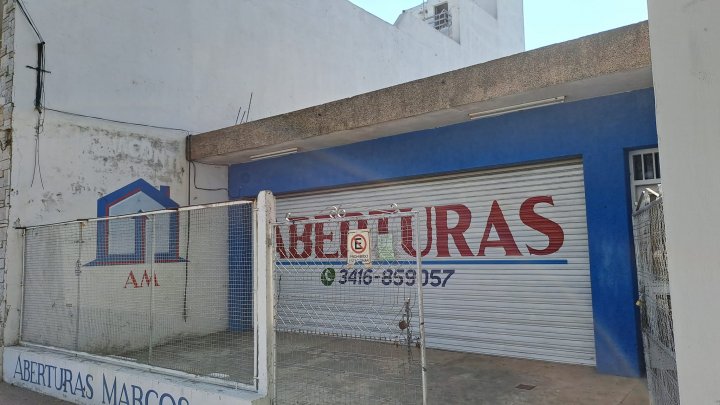 ABERTURAS
3416-859057
E
AM
ABERTURAS MARCOS